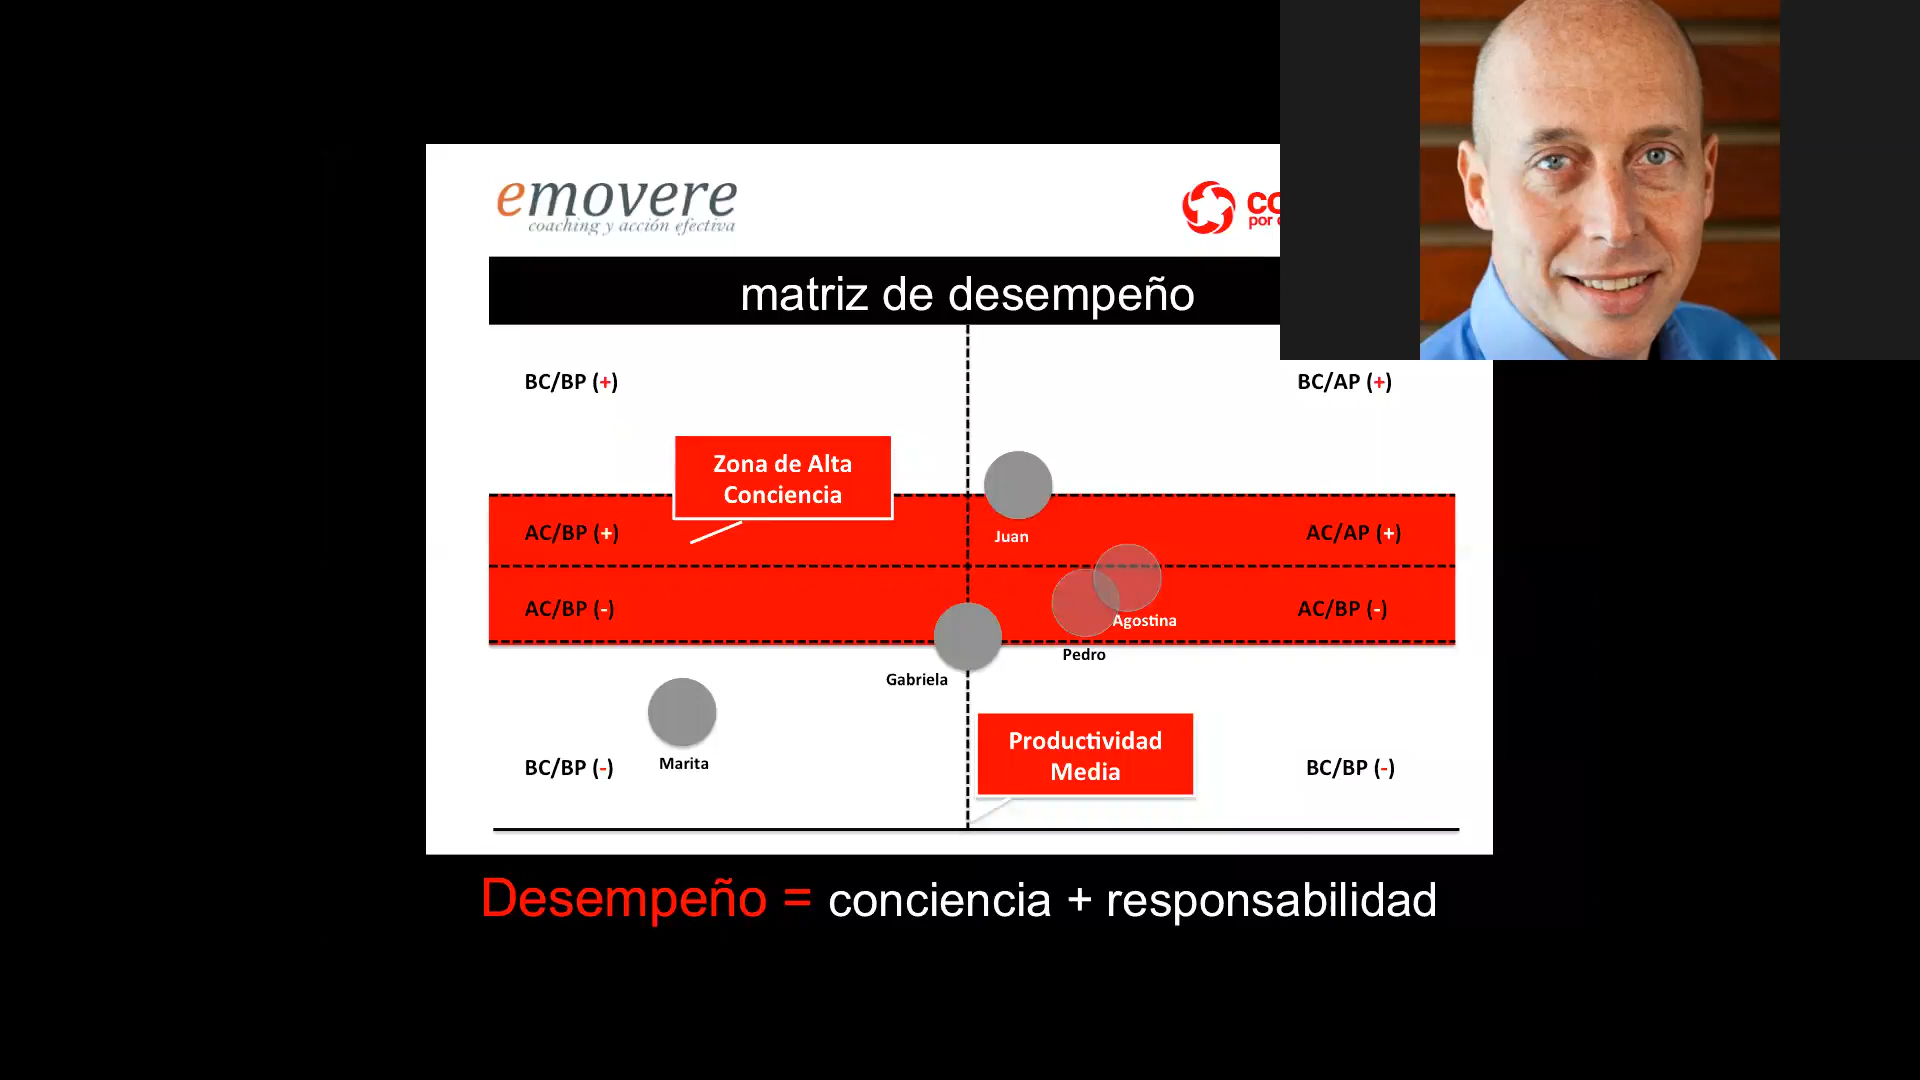 emovere
coaching y acción efectiva
matriz de desempeño
BC/BP (+)
BC/AP (+)
Zona de Alta
Conciencia
AC/BP (+)
Juan
AC/AP (+)
AC/BP (-)
AC/BP (-)
Agostina
Pedro
Gabriela
Productividad
Media
BC/BP (-)
Marita
BC/BP (-)
Desempeño = conciencia + responsabilidad